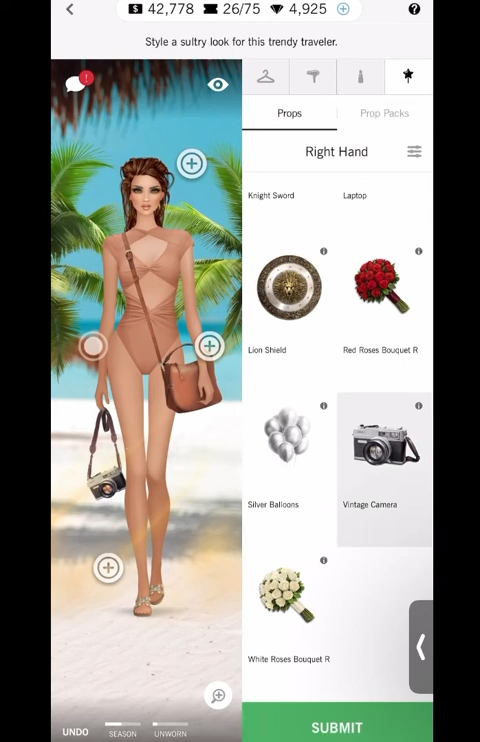 $ 42,778 26/75 4,925 ?
Style a sultry look for this trendy traveler.
!
Props Prop Packs
Right Hand
Knight Sword Laptop
Lion Shield Red Roses Bouquet R
Silver Balloons Vintage Camera
White Roses Bouquet R
UNDO SEASON UNWORN
SUBMIT